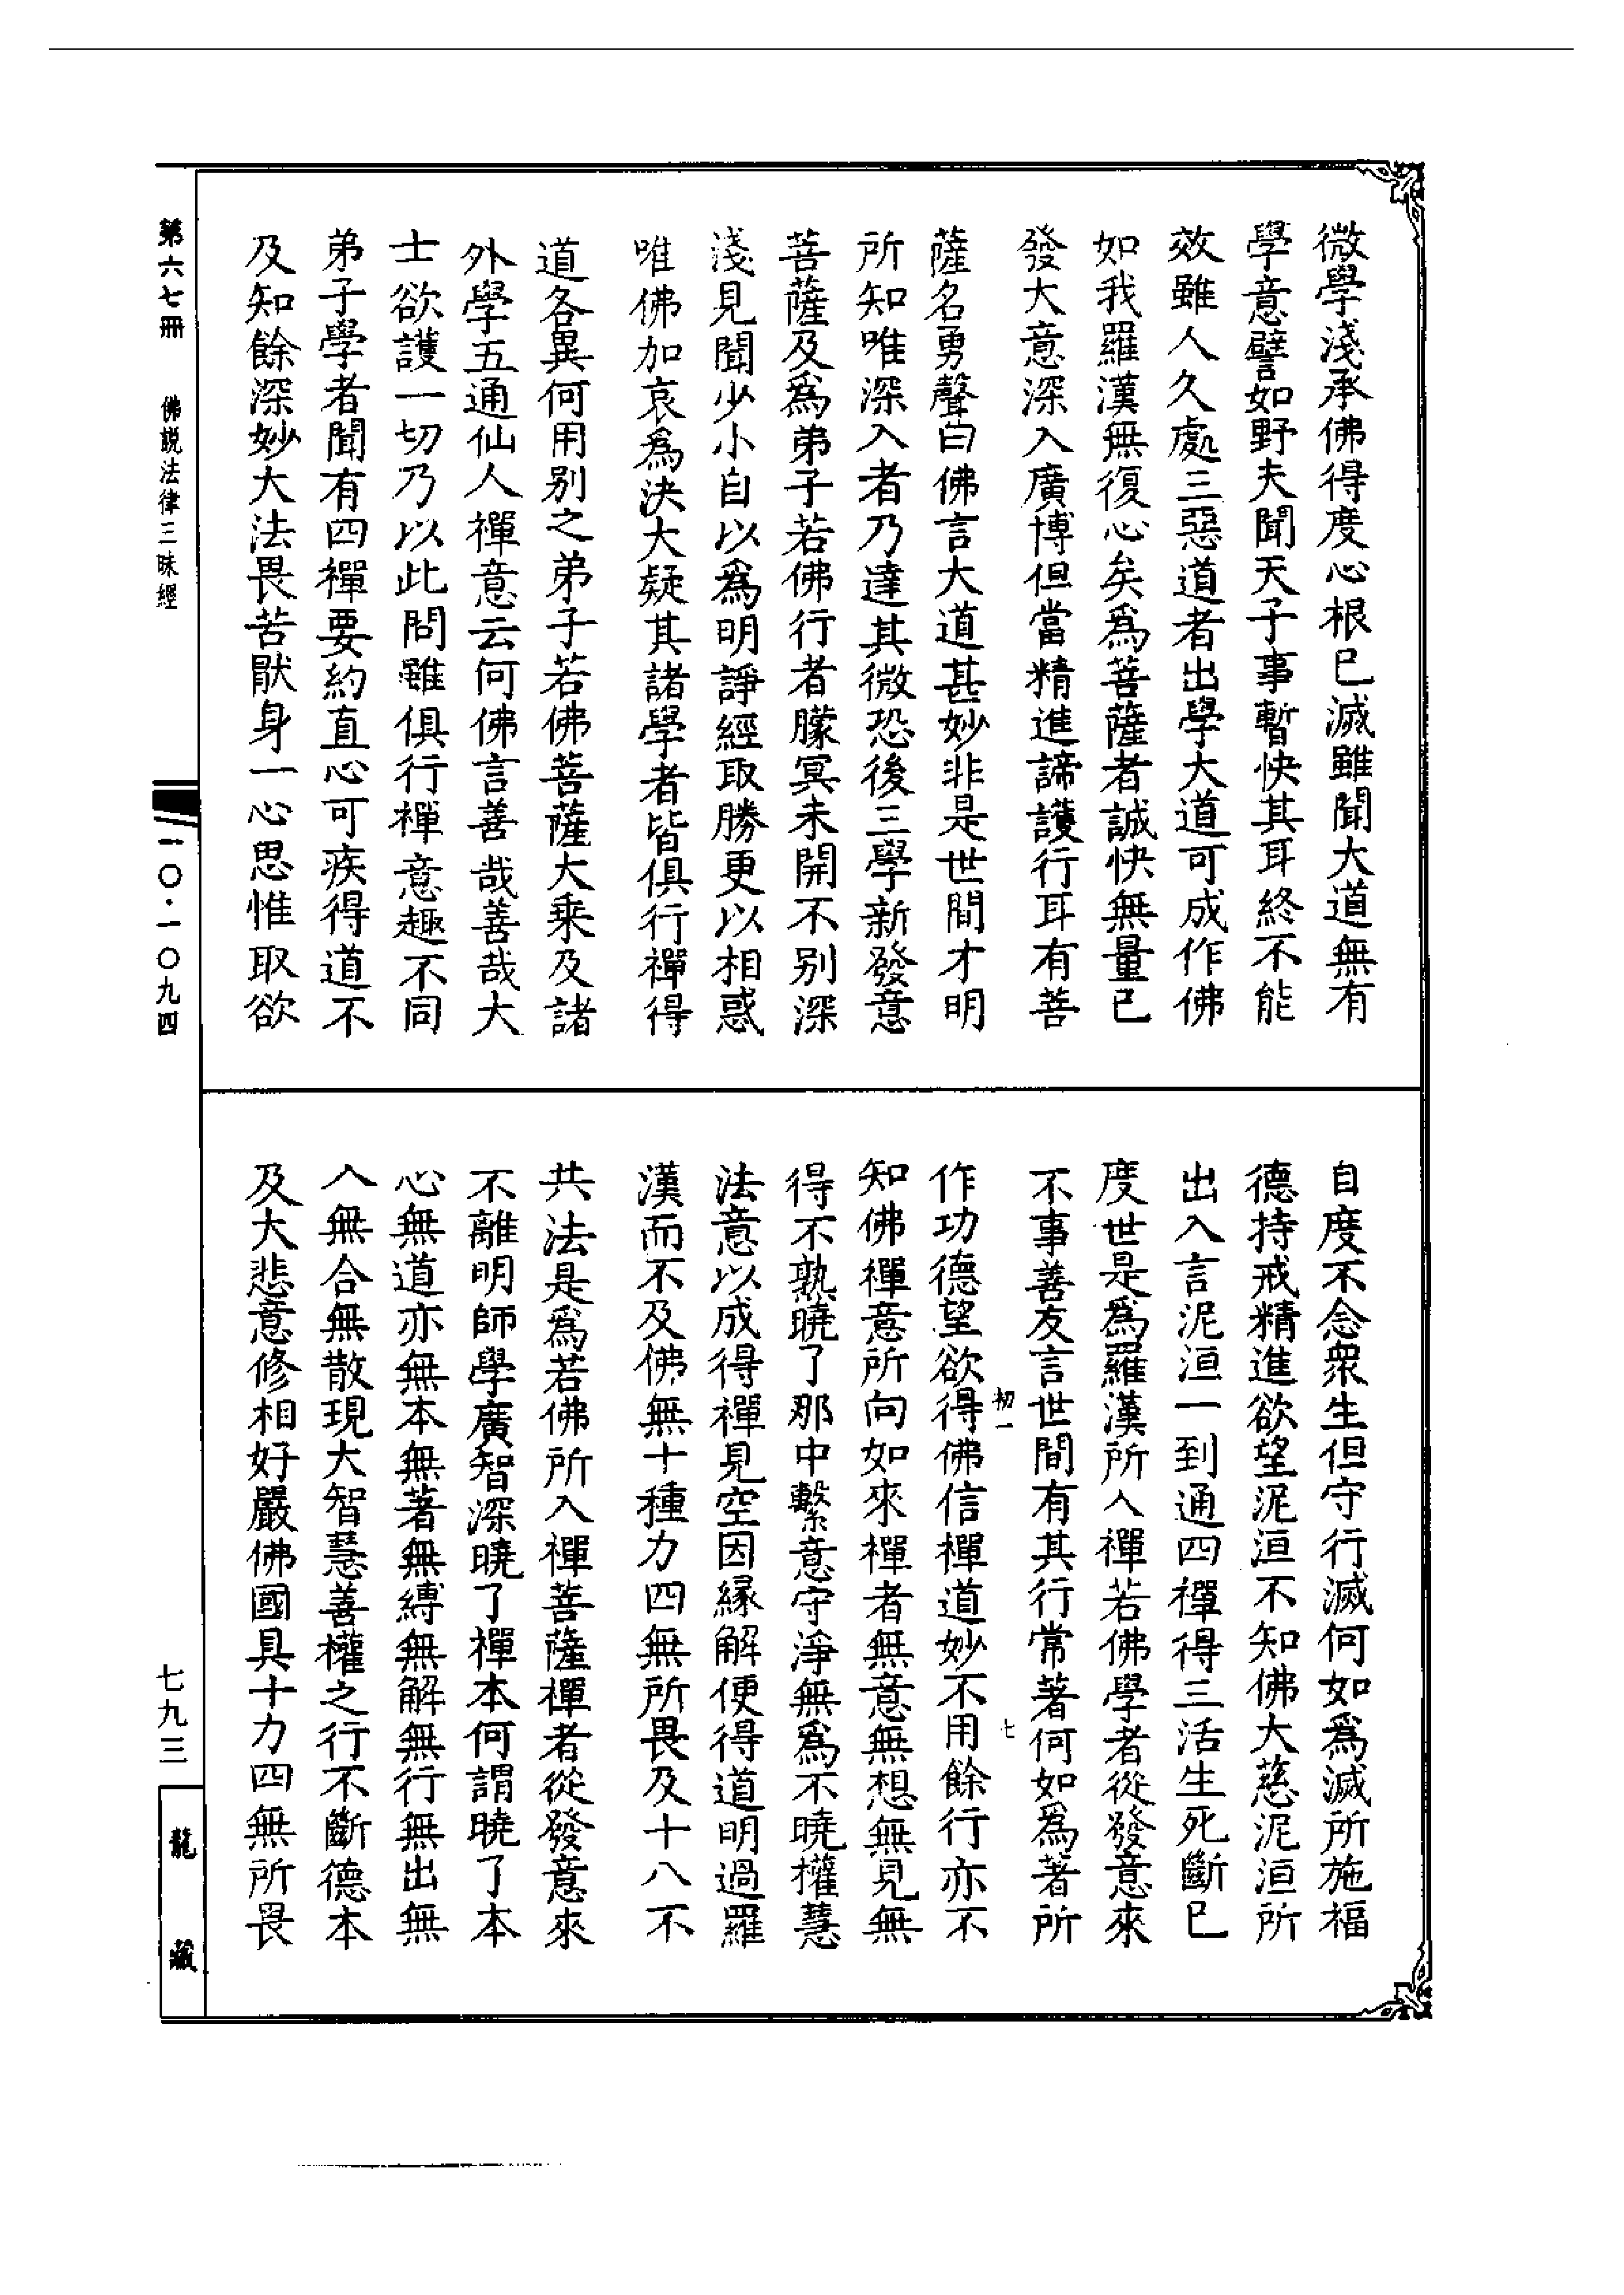 微學淺承佛得度心根已滅雖聞大道無有
學意譬如野夫聞天子事暫快其耳終不能
效雖人久處三惡道者出學大道可成作佛
如我羅漢無復心矣爲菩薩者誠快無量已
發大意深入廣博但當精進諦護行耳有菩
薩名勇聲白佛言大道甚妙非是世間才明
所知唯深入者乃達其微恐後三學新發意
菩薩及爲弟子若佛行者朦冥未開不别深
淺見聞少小自以爲明諍經取勝更以相惑
唯佛加哀爲決大疑其諸學者皆俱行禪得
道各異何用别之弟子若佛菩薩大乘及諸
外學五通仙人禪意云何佛言善哉善哉大
士欲護一切乃以此問雖俱行禪意趣不同
弟子學者聞有四禪要約直心可疾得道不
及知餘深妙大法畏苦猒身一心思惟取欲
自度不念衆生但守行滅何如爲滅所施福
德持戒精進欲望泥洹不知佛大慈泥洹所
出入言泥洹一到通四禪得三活生死斷已
度世是爲羅漢所入禪若佛學者從發意來
不事善友言世間有其行常著何如爲著所
初一
七
作功德望欲得佛信禪道妙不用餘行亦不
知佛禪意所向如來禪者無意無想無見無
得不孰曉了那中繫意守淨無爲不曉權慧
法意以成得禪見空因緣解便得道明過羅
漢而不及佛無十種力四無所畏及十八不
共法是爲若佛所入禪菩薩禪者從發意來
不離明師學廣智深曉了禪本何謂曉了本
心無道亦無本無著無縛無解無行無出無
入無合無散現大智慧善權之行不斷德本
及大悲意修相好嚴佛國具十力四無所畏
第六七冊
佛説法律三昧經
一〇·一〇九四
七九三
龍藏